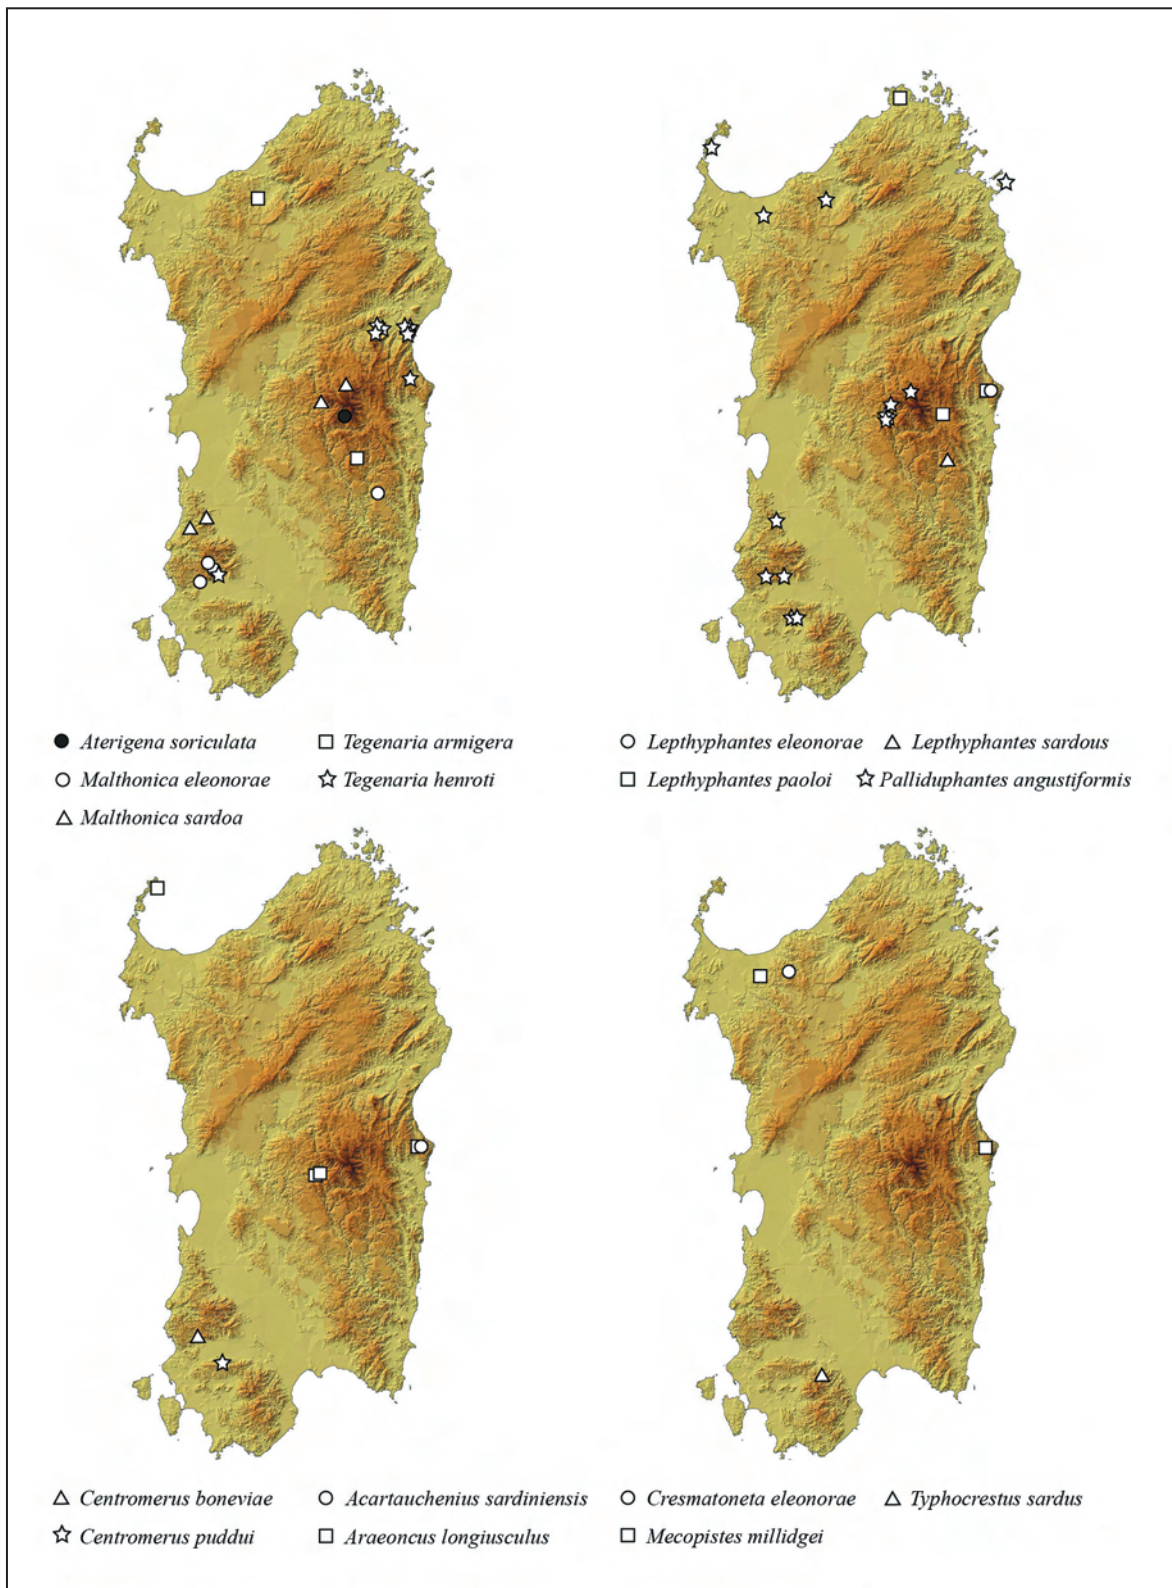 Aterigena soriculata
Tegenaria armigera
Malthonica eleonorae
Tegenaria henroti
Malthonica sardoa
Lepthyphantes eleonorae
Lepthyphantes sardous
Lepthyphantes paoloi
Palliduphantes angustiformis
Centromerus boneviae
Acartauchenius sardiniensis
Centromerus puddui
Araeoncus longiusculus
Cresmatoneta eleonorae
Typhocrestus sardus
Mecopistes millidgei